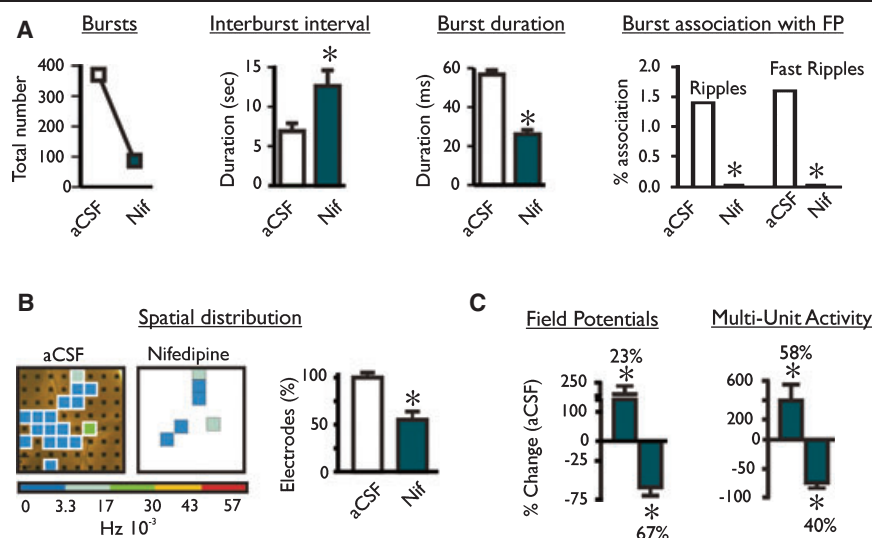 A
Bursts
Interburst interval
Burst duration
Burst association with FP
Total number
400
300
200
100
0
aCSF
Nif
Duration (sec)
15
10
5
0
*
aCSF
Nif
Duration (ms)
60
40
20
0
*
aCSF
Nif
% association
2.0
1.5
1.0
0.5
0.0
Ripples
Fast Ripples
*
*
aCSF
Nif
aCSF
Nif
B
Spatial distribution
aCSF
Nifedipine
0 3.3 17 30 43 57
Hz 10-3
Electrodes (%)
100
50
0
*
aCSF
Nif
C
Field Potentials
Multi-Unit Activity
% Change (aCSF)
250
100
0
-25
-75
23%
*
*
67%
600
200
0
-50
-100
58%
*
*
40%